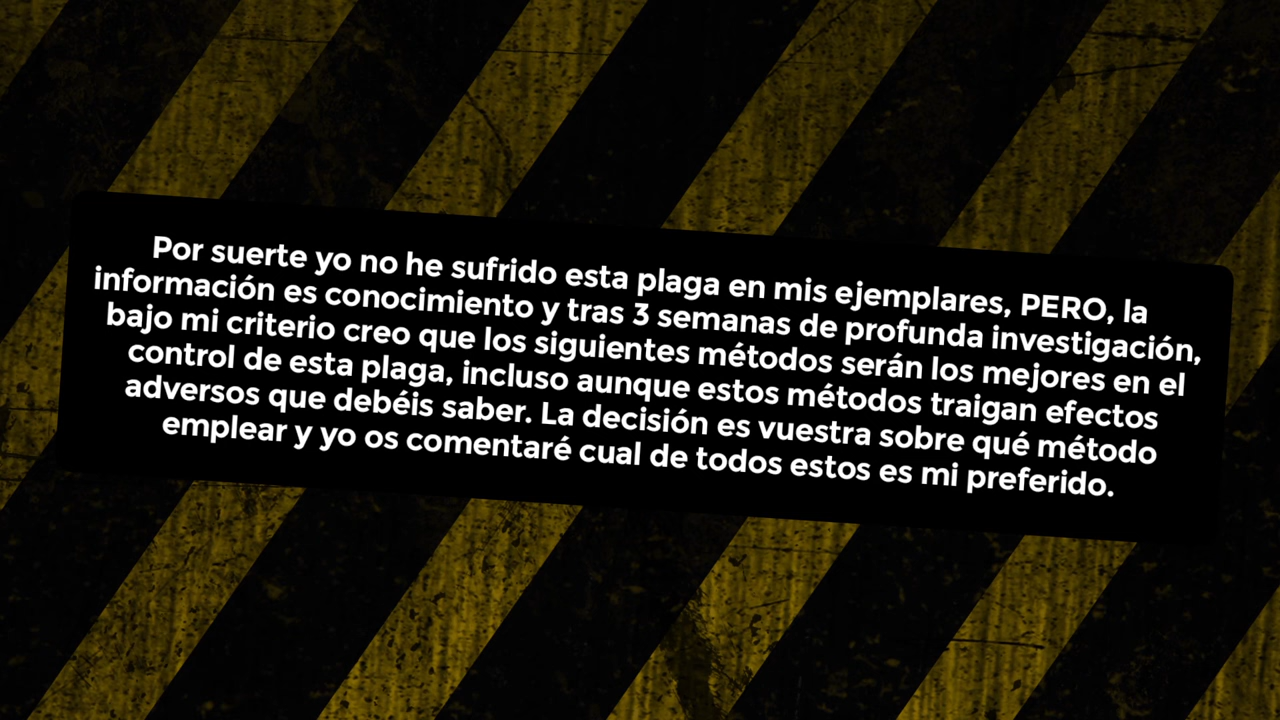 Por suerte yo no he sufrido esta plaga en mis ejemplares, PERO, la
información es conocimiento y tras 3 semanas de profunda investigación,
bajo mi criterio creo que los siguientes métodos serán los mejores en el
control de esta plaga, incluso aunque estos métodos traigan efectos
adversos que debéis saber. La decisión es vuestra sobre qué método
emplear y yo os comentaré cual de todos estos es mi preferido.